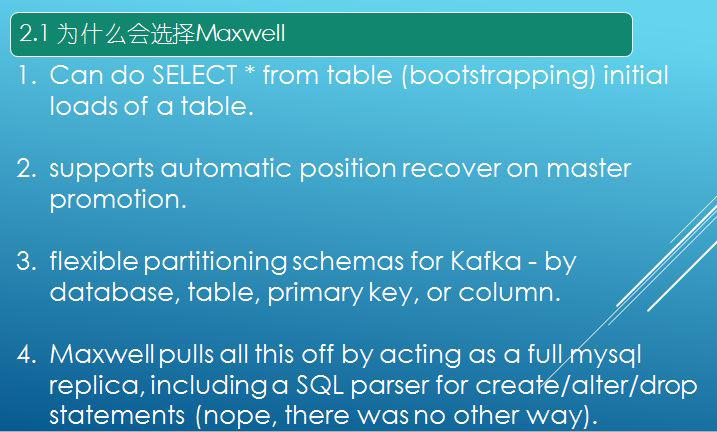 2.1 为什么会选择Maxwell
1. Can do SELECT * from table (bootstrapping) initial
loads of a table.
2. supports automatic position recover on master
promotion.
3. flexible partitioning schemas for Kafka - by
database, table, primary key, or column.
4. Maxwell pulls all this off by acting as a full mysql
replica, including a SQL parser for create/alter/drop
statements (nope, there was no other way).